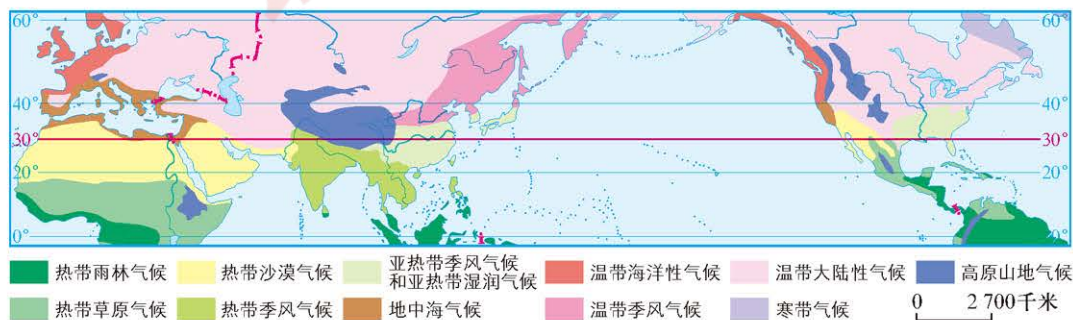 60° 60°
40° 40°
30° 30°
20° 20°
0° 0°
热带雨林气候 热带沙漠气候 亚热带季风气候和亚热带湿润气候 温带海洋性气候 温带大陆性气候 高原山地气候
热带草原气候 热带季风气候 地中海气候 温带季风气候 寒带气候 0 2 700千米